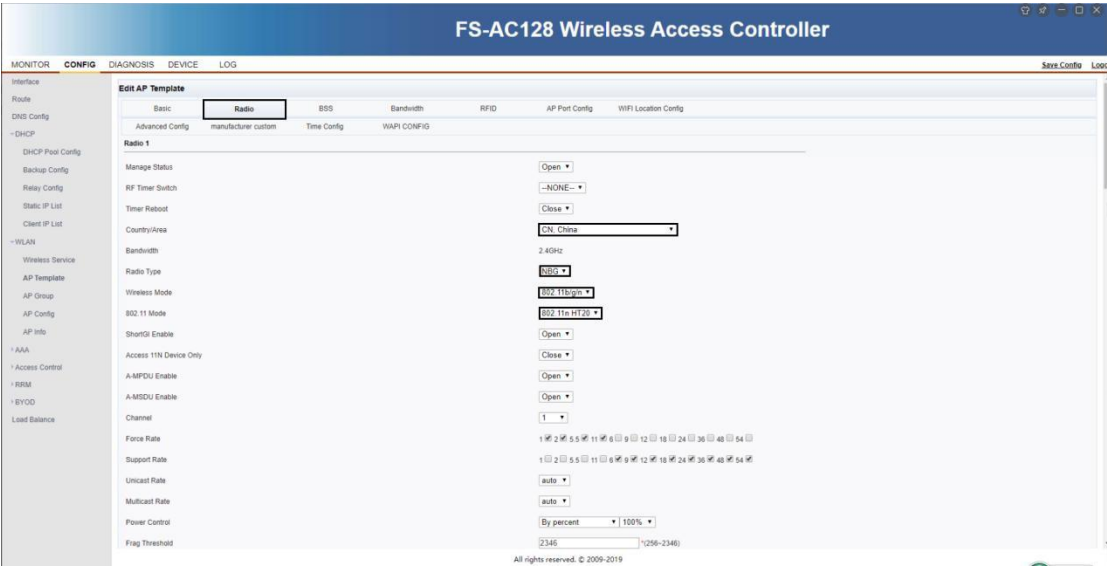 FS-AC128 Wireless Access Controller
MONITOR CONFIG DIAGNOSIS DEVICE LOG Save Config
Interface
Route
DNS Config
DHCP
DHCP Pool Config
Backup Config
Relay Config
Static IP List
Client IP List
WLAN
Wireless Service
AP Template
AP Group
AP Config
AP Info
AAA
Access Control
RRM
BYOD
Load Balance
Edit AP Template
Basic Radio BSS Bandwidth RFID AP Port Config WIFI Location Config
Advanced Config manufacturer custom Time Config WAPI CONFIG
Radio 1
Manage Status Open
RF Timer Switch --NONE--
Timer Reboot Close
Country/Area CN, China
Bandwidth 2.4GHz
Radio Type NBG
Wireless Mode 802.11b/g/n
802.11 Mode 802.11n HT20
ShortGI Enable Open
Access 11N Device Only Close
A-MPDU Enable Open
A-MSDU Enable Open
Channel 1
Force Rate 1 2 5.5 11 6 9 12 18 24 36 48 54
Support Rate 1 2 5.5 11 6 9 12 18 24 36 48 54
Unicast Rate auto
Multicast Rate auto
Power Control By percent 100%
Frag Threshold 2346 *(256~2346)
All rights reserved. © 2009-2019